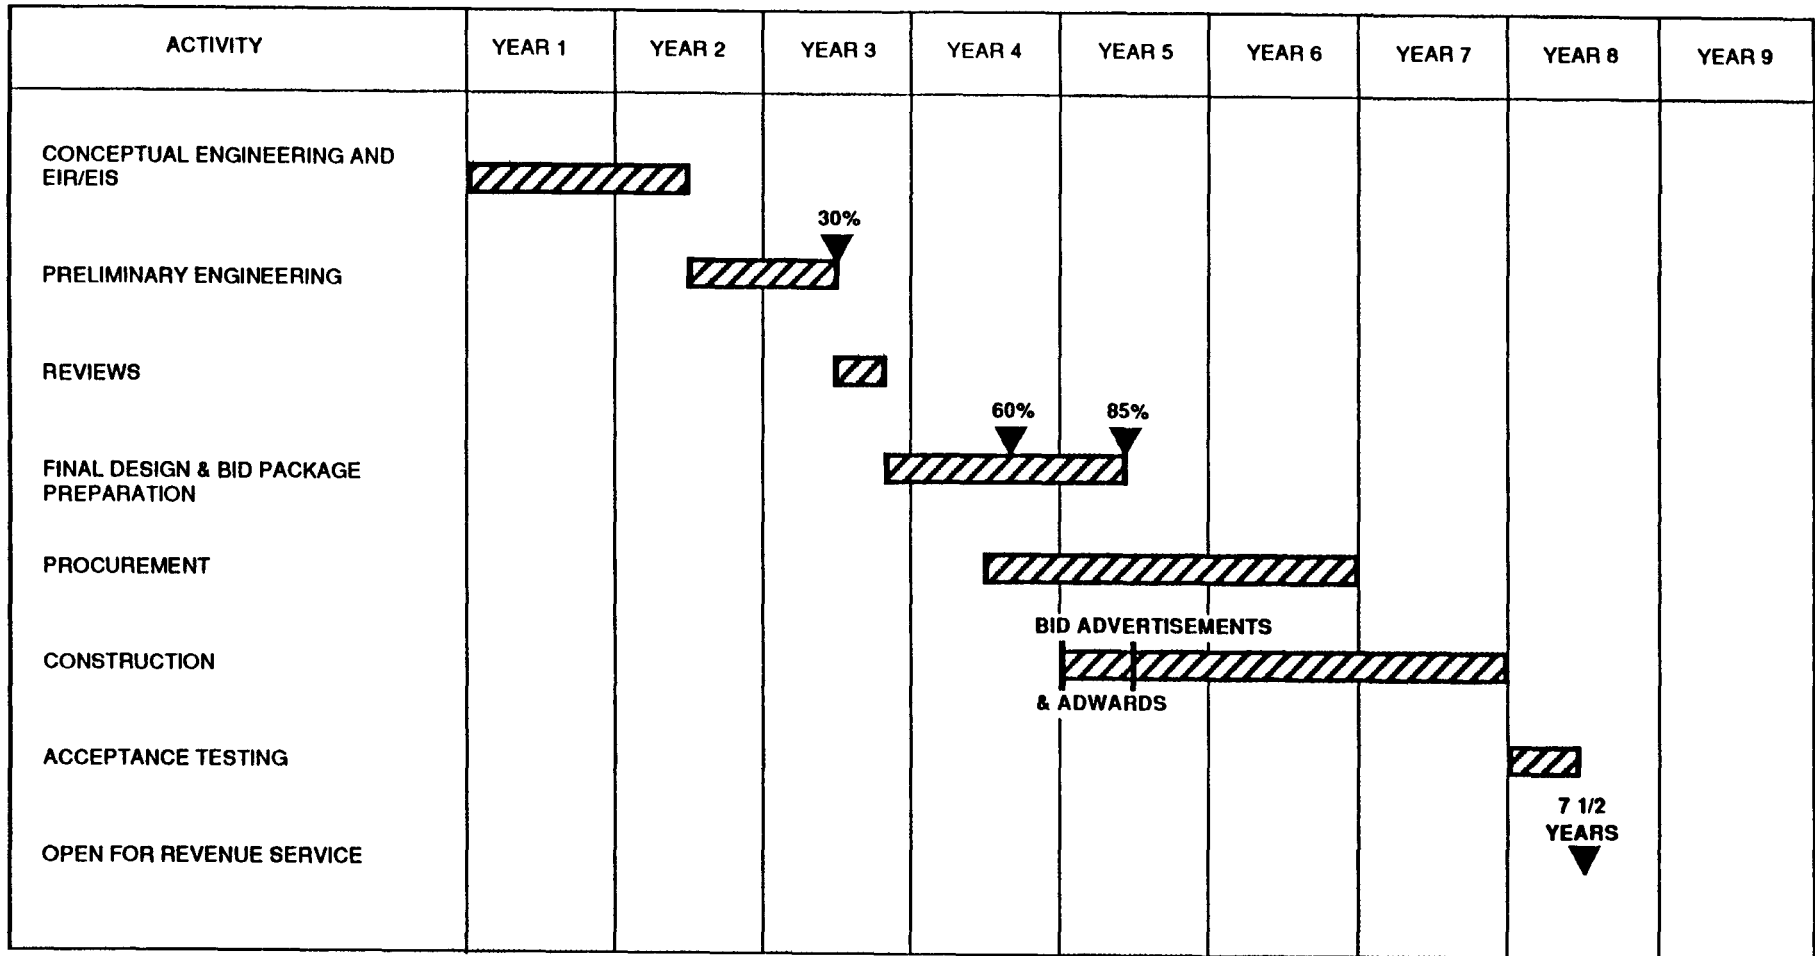 ACTIVITY
YEAR 1
YEAR 2
YEAR 3
YEAR 4
YEAR 5
YEAR 6
YEAR 7
YEAR 8
YEAR 9
CONCEPTUAL ENGINEERING AND
EIR/EIS
30%
PRELIMINARY ENGINEERING
REVIEWS
60%
85%
FINAL DESIGN & BID PACKAGE
PREPARATION
PROCUREMENT
BID ADVERTISEMENTS
CONSTRUCTION
& ADWARDS
ACCEPTANCE TESTING
7 1/2
YEARS
OPEN FOR REVENUE SERVICE